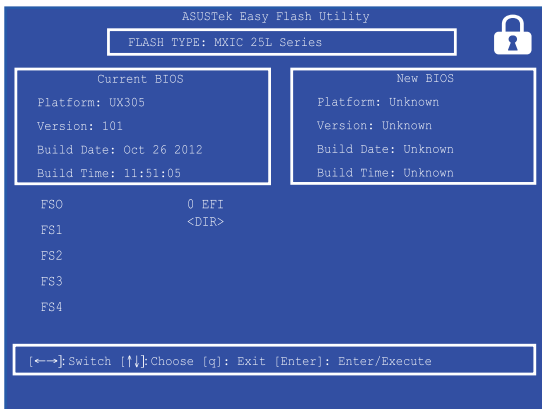 ASUSTek Easy Flash Utility
FLASH TYPE: MXIC 25L Series
Current BIOS
Platform: UX305
Version: 101
Build Date: Oct 26 2012
Build Time: 11:51:05
New BIOS
Platform: Unknown
Version: Unknown
Build Date: Unknown
Build Time: Unknown
FS0
FS1
FS2
FS3
FS4
0 EFI
<DIR>
[←→]:Switch [↑↓]:Choose [q]: Exit [Enter]: Enter/Execute